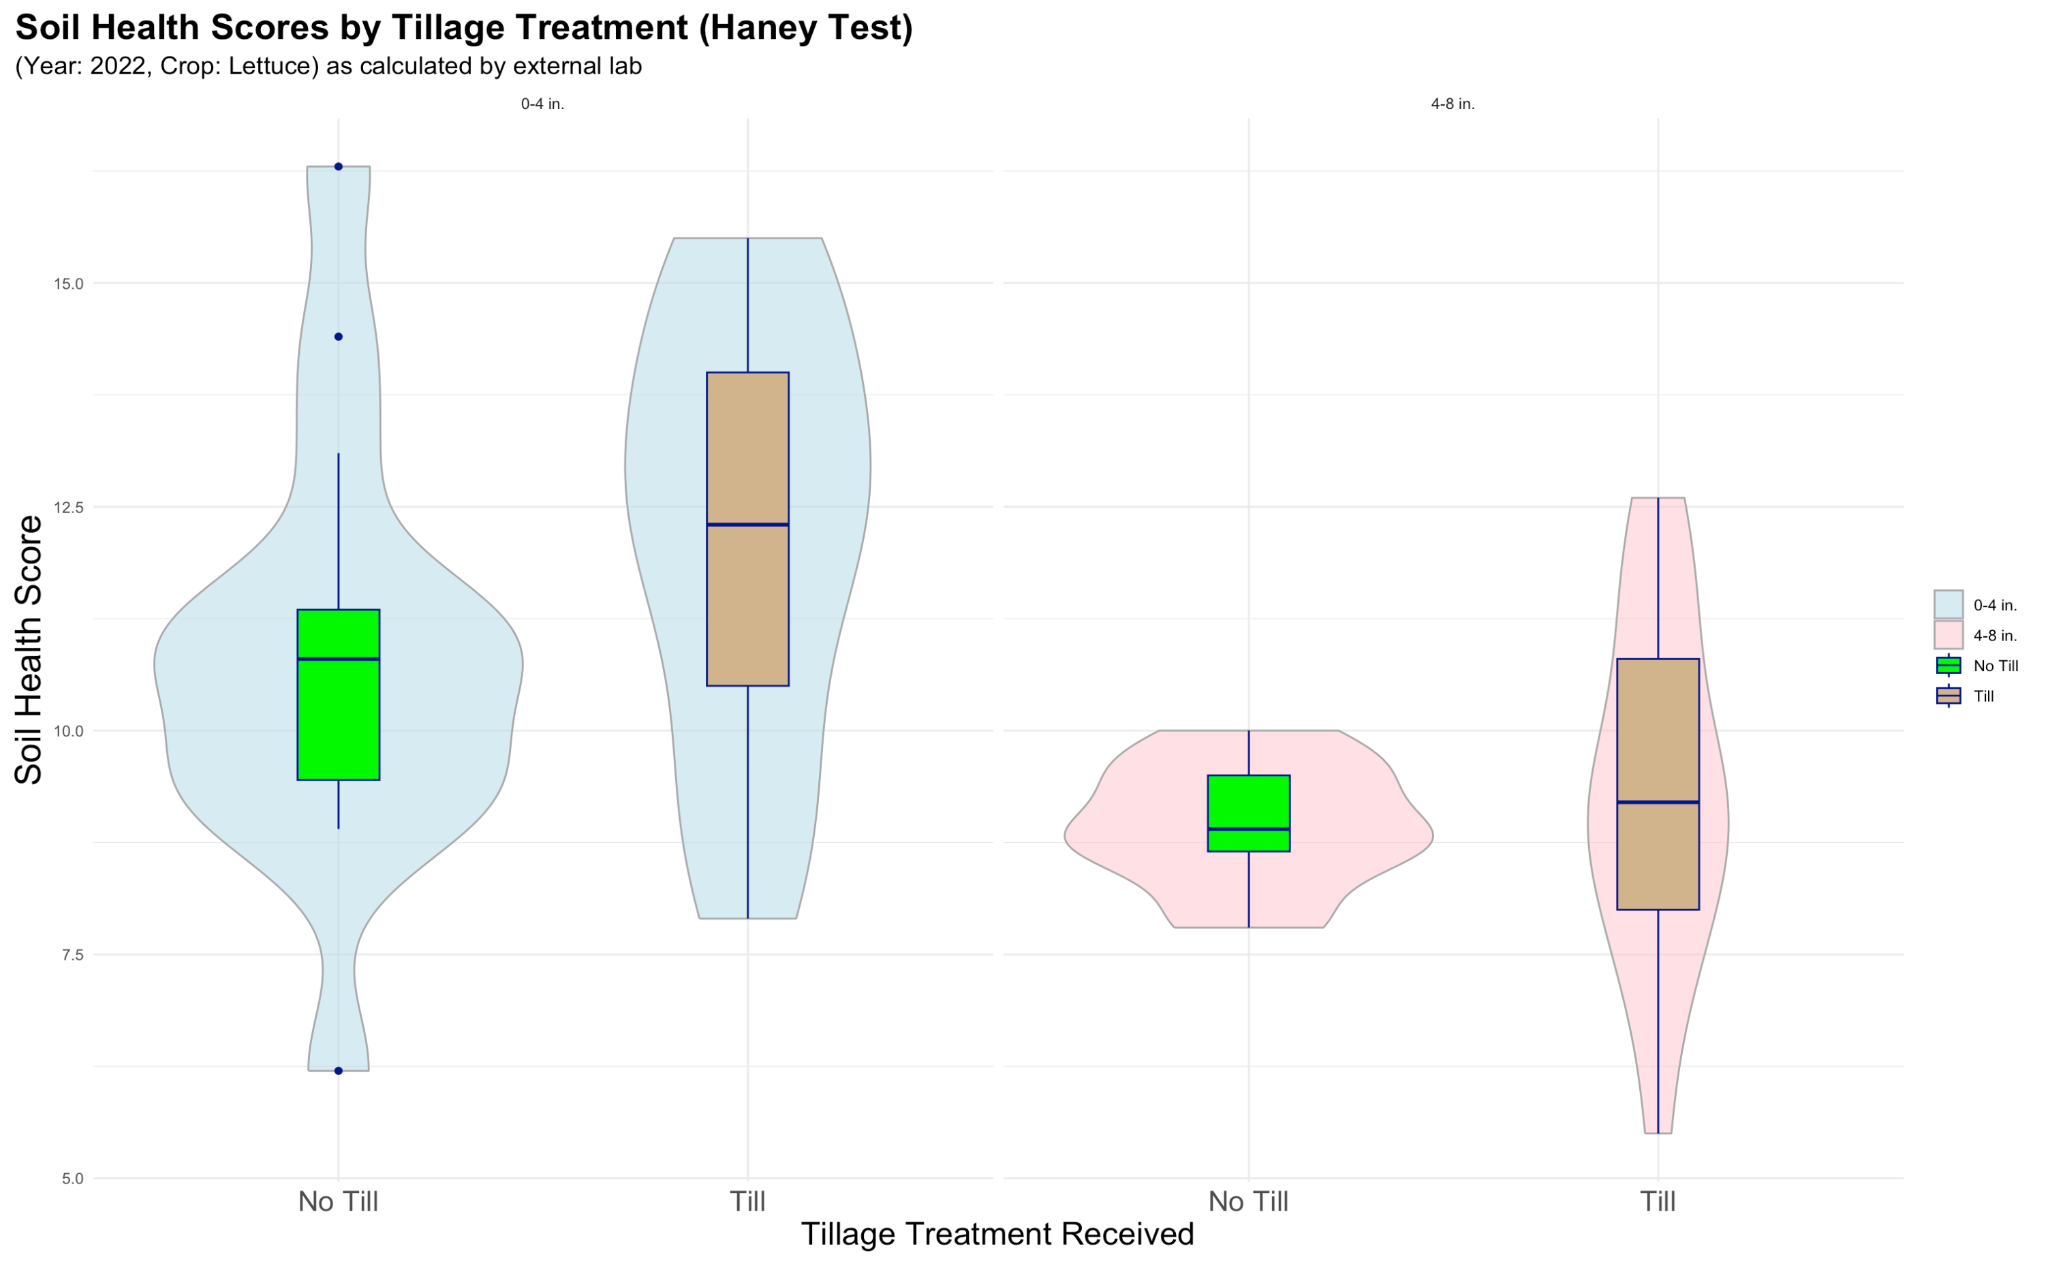 Soil Health Scores by Tillage Treatment (Haney Test)
(Year: 2022, Crop: Lettuce) as calculated by external lab
0-4 in.
4-8 in.
Soil Health Score
15.0
12.5
10.0
7.5
5.0
No Till
Till
No Till
Till
Tillage Treatment Received
0-4 in.
4-8 in.
No Till
Till